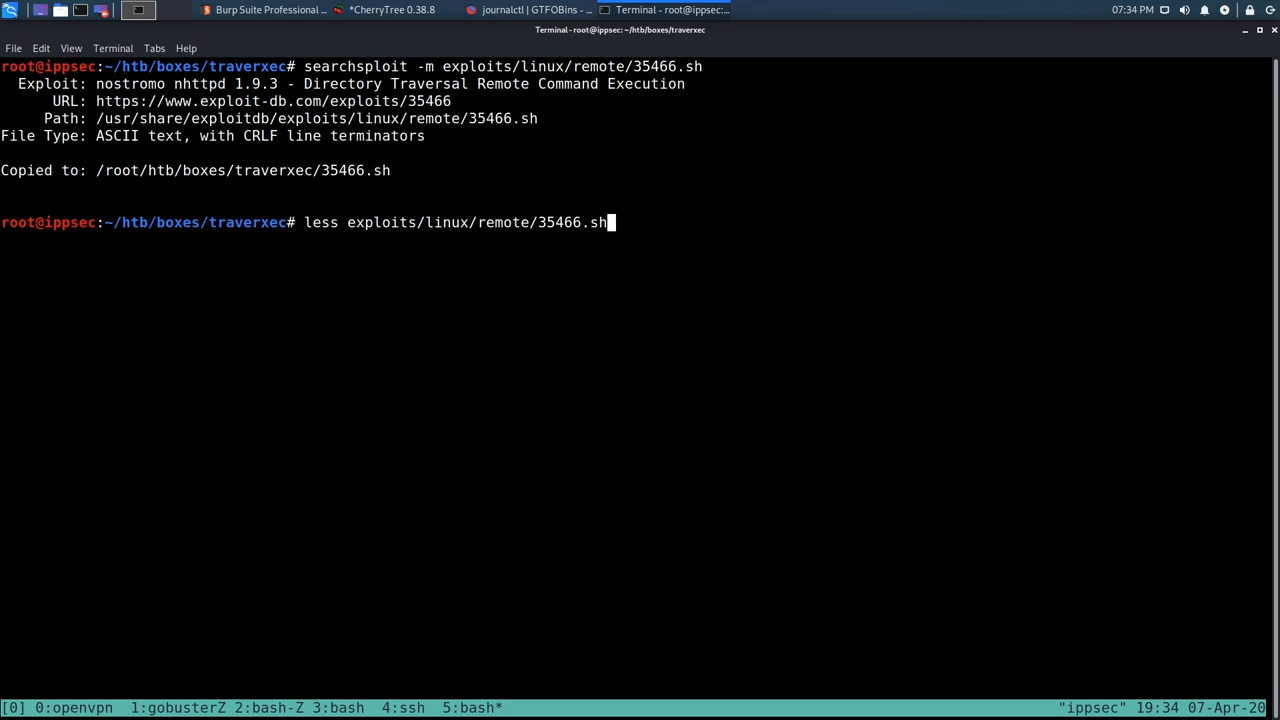 Burp Suite Professional ...
*CherryTree 0.38.8
journalctl | GTFOBins - ...
Terminal - root@ippsec:...
07:34 PM
Terminal - root@ippsec: ~/htb/boxes/traverxec
File Edit View Terminal Tabs Help
root@ippsec:~/htb/boxes/traverxec# searchsploit -m exploits/linux/remote/35466.sh
Exploit: nostromo nhttpd 1.9.3 - Directory Traversal Remote Command Execution
URL: https://www.exploit-db.com/exploits/35466
Path: /usr/share/exploitdb/exploits/linux/remote/35466.sh
File Type: ASCII text, with CRLF line terminators
Copied to: /root/htb/boxes/traverxec/35466.sh
root@ippsec:~/htb/boxes/traverxec# less exploits/linux/remote/35466.sh
[0] 0:openvpn 1:gobusterZ 2:bash-Z 3:bash 4:ssh 5:bash* "ippsec" 19:34 07-Apr-20